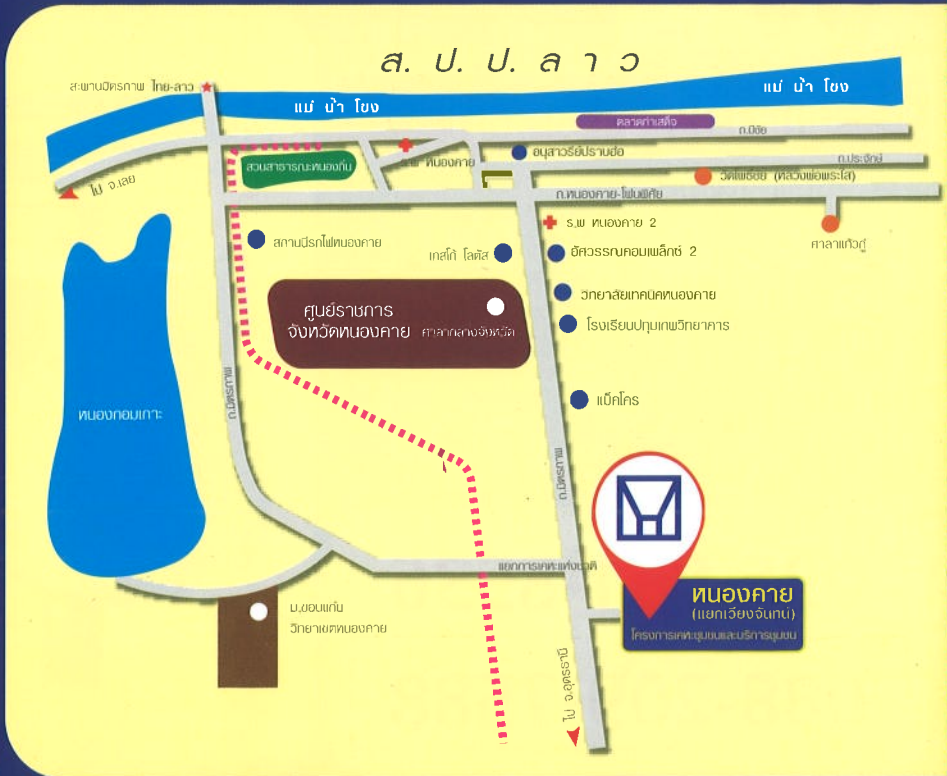 ส. ป. ป. ล า ว
สะพานมิตรภาพ ไทย-ลาว
แม่ น้ำ โขง
แม่ น้ำ โขง
ตลาดท่าเสด็จ
ถ.มีชัย
ร.พ หนองคาย
อนุสาวรีย์ปราบฮ่อ
ถ.ประจักษ์
สวนสาธารณะหนองถิ่น
วัดโพธิ์ชัย (หลวงพ่อพระใส)
ไป จ.เลย
ถ.หนองคาย-โพนพิสัย
ร.พ หนองคาย 2
สถานนีรถไฟหนองคาย
ศาลาแก้วกู่
เทสโก้ โลตัส
อัศวรรณคอมเพล็กซ์ 2
วิทยาลัยเทคนิคหนองคาย
ศูนย์ราชการ
จังหวัดหนองคาย
ศาลากลางจังหวัด
โรงเรียนปทุมเทพวิทยาคาร
ถ.มิตรภาพ
แม็คโคร
หนองกอมเกาะ
ถ.มิตรภาพ
แยกการเคหะแห่งชาติ
หนองคาย
(แยกเวียงจันทน์)
โครงการเคหะชุมชนและบริการชุมชน
ม.ขอนแก่น
วิทยาเขตหนองคาย
ไป จ.อุดรธานี